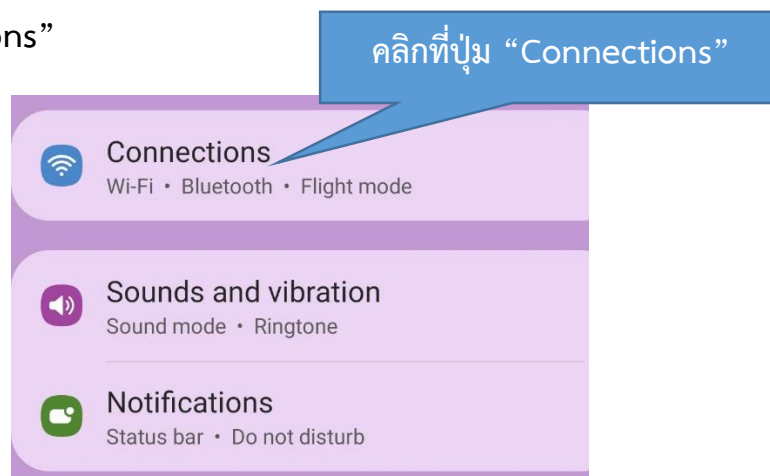 ns”
คลิกที่ปุ่ม “Connections”
Connections
Wi-Fi • Bluetooth • Flight mode
Sounds and vibration
Sound mode • Ringtone
Notifications
Status bar • Do not disturb